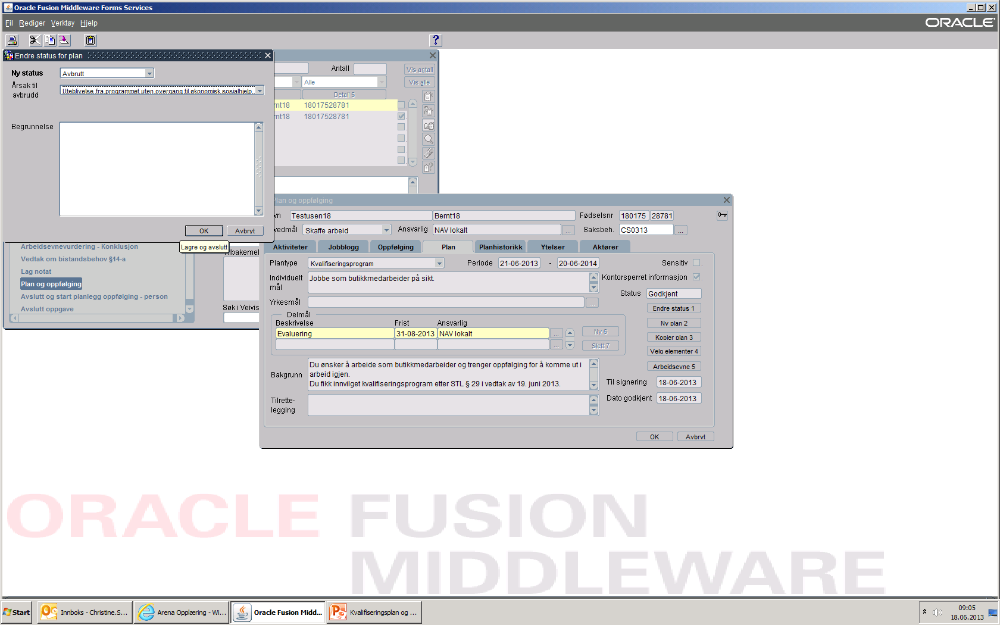 Oracle Fusion Middleware Forms Services
Fil Rediger Verktøy Hjelp
ORACLE
Endre status for plan
Ny status Avbrutt
Årsak til avbrudd Uteblivelse fra programmet uten overgang til økonomisk sosialhjelp.
Begrunnelse
OK Avbryt
Lagre og avslutt
Antall Vis antall
Alle Vis alle
Detalj 5
rnt18 18017528781
rnt18 18017528781
Arbeidsevnevurdering - Konklusjon
Vedtak om bistandsbehov §14-a
Lag notat
Plan og oppfølging
Avslutt og start planlegg oppfølging - person
Avslutt oppgave
ilbakemel
Søk i Veivis
Plan og oppfølging
vn Testusen18 Bernt18 Fødselsnr 180175 28781
vedmål Skaffe arbeid Ansvarlig NAV lokalt ... Saksbeh. CS0313 ...
Aktiviteter Jobblogg Oppfølging Plan Planhistorikk Ytelser Aktører
Plantype Kvalifiseringsprogram Periode 21-06-2013 - 20-06-2014 Sensitiv
Individuelt mål Jobbe som butikkmedarbeider på sikt. Kontorsperret informasjon
Status Godkjent
Yrkesmål ...
Endre status 1
Ny plan 2
Kopier plan 3
Velg elementer 4
Arbeidsevne 5
Delmål
Beskrivelse Frist Ansvarlig
Evaluering 31-08-2013 NAV lokalt ... Ny 6
... Slett 7
Bakgrunn
Du ønsker å arbeide som butikkmedarbeider og trenger oppfølging for å komme ut i
arbeid igjen.
Du fikk innvilget kvalifiseringsprogram etter STL § 29 i vedtak av 19. juni 2013.
Til signering 18-06-2013
Dato godkjent 18-06-2013
Tilrette-
legging
OK Avbryt
ORACLE FUSION
MIDDLEWARE
Start Innboks - Christine.S... Arena Opplæring - Wi... Oracle Fusion Midd... Kvalifiseringsplan og ...
09:05
18.06.2013